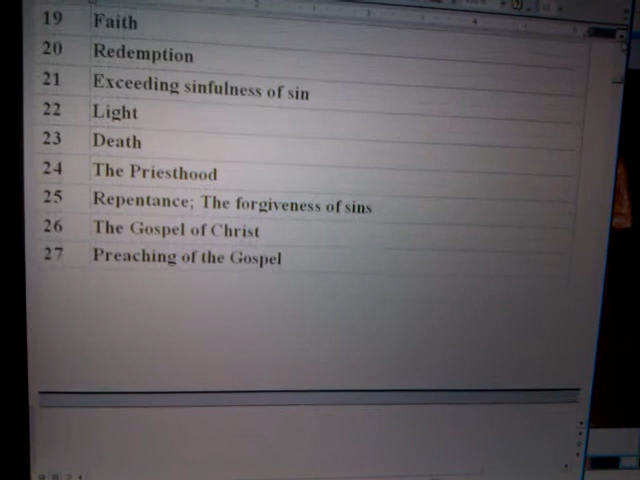 19 Faith
20 Redemption
21 Exceeding sinfulness of sin
22 Light
23 Death
24 The Priesthood
25 Repentance; The forgiveness of sins
26 The Gospel of Christ
27 Preaching of the Gospel